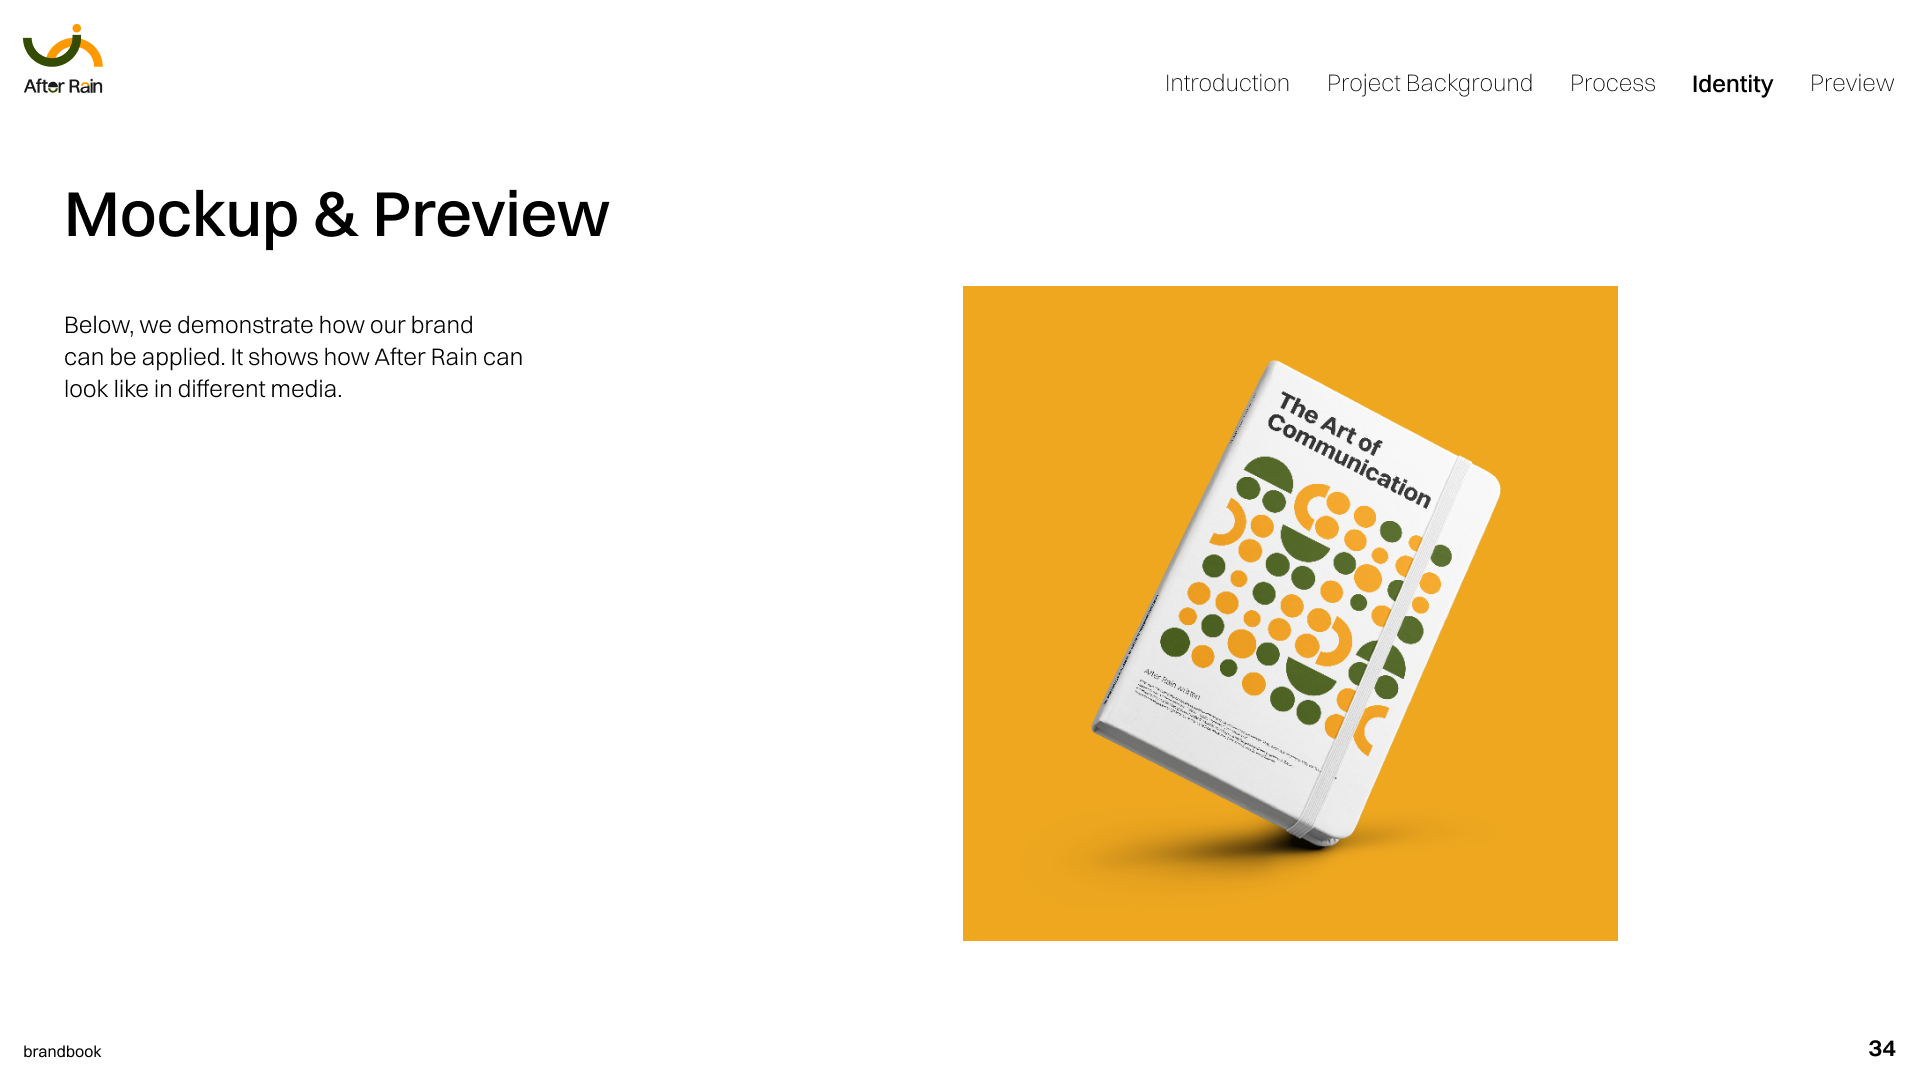 After Rain
Introduction
Project Background
Process
Identity
Preview
Mockup & Preview
Below, we demonstrate how our brand
can be applied. It shows how After Rain can
look like in different media.
The Art of
Communication
After Rain written
brandbook
34